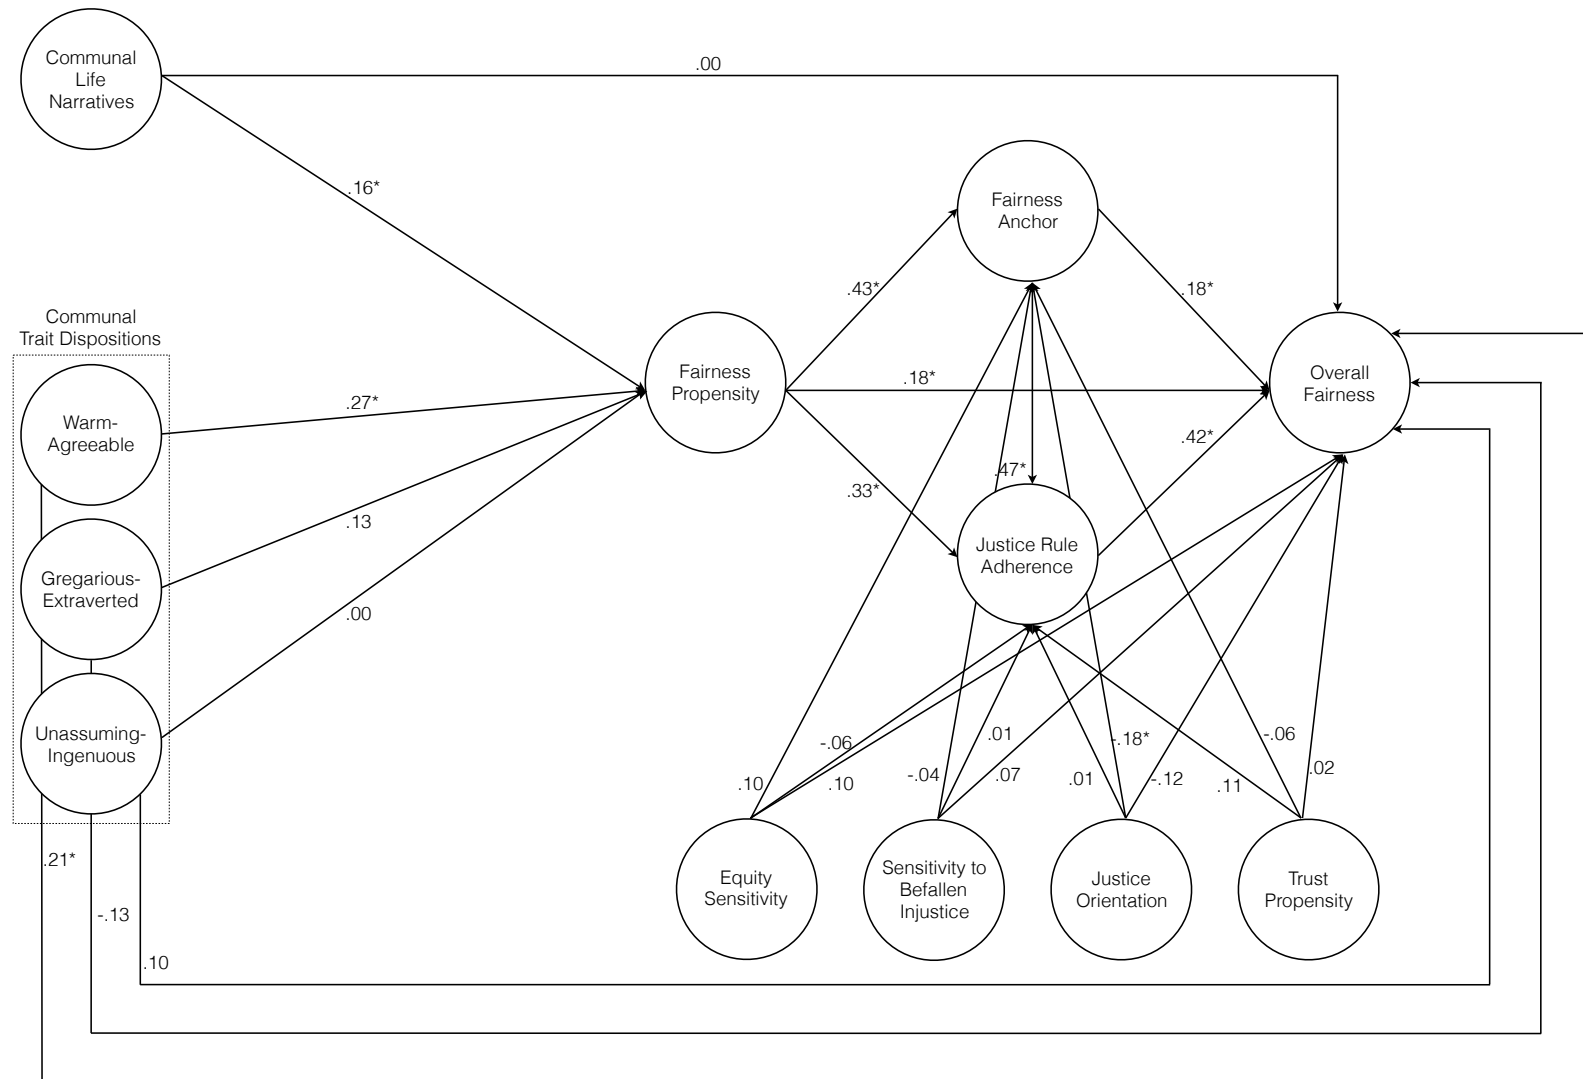 Communal
Life
Narratives
.00
.16*
Fairness
Anchor
.43*
.18*
Communal
Trait Dispositions
Warm-
Agreeable
.27*
Fairness
Propensity
.18*
Overall
Fairness
.42*
.47*
.33*
Gregarious-
Extraverted
.13
Justice Rule
Adherence
.00
Unassuming-
Ingenuous
-.06
.01
-.18*
-.06
.10
.10
-.04
.07
.01
-.12
.11
.02
.21*
-.13
.10
Equity
Sensitivity
Sensitivity to
Befallen
Injustice
Justice
Orientation
Trust
Propensity